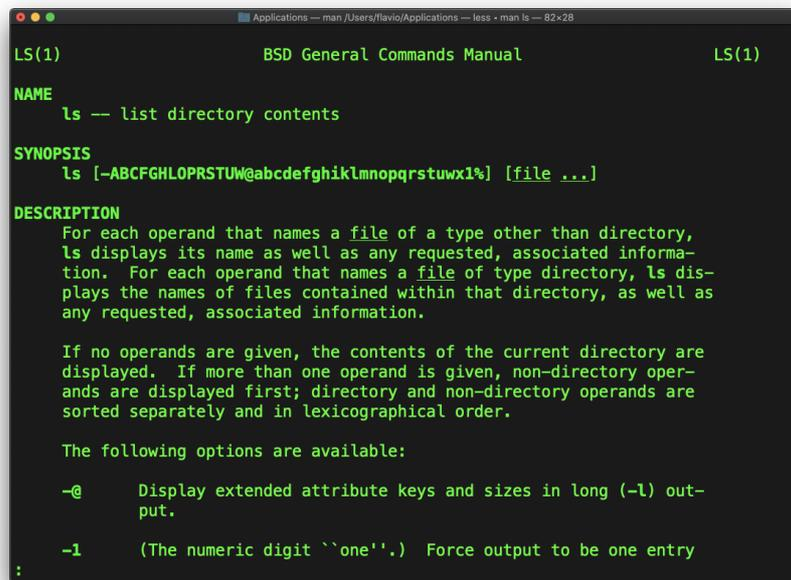 Applications — man /Users/flavio/Applications — less • man ls — 82×28
LS(1) BSD General Commands Manual LS(1)
NAME
ls –– list directory contents
SYNOPSIS
ls [–ABCFGHLOPRSTUW@abcdefghiklmnopqrstuwx1%] [file ...]
DESCRIPTION
For each operand that names a file of a type other than directory,
ls displays its name as well as any requested, associated informa–
tion.  For each operand that names a file of type directory, ls dis–
plays the names of files contained within that directory, as well as
any requested, associated information.
If no operands are given, the contents of the current directory are
displayed.  If more than one operand is given, non–directory oper–
ands are displayed first; directory and non–directory operands are
sorted separately and in lexicographical order.
The following options are available:
–@ Display extended attribute keys and sizes in long (–l) out–
put.
–1 (The numeric digit ``one''.)  Force output to be one entry
: